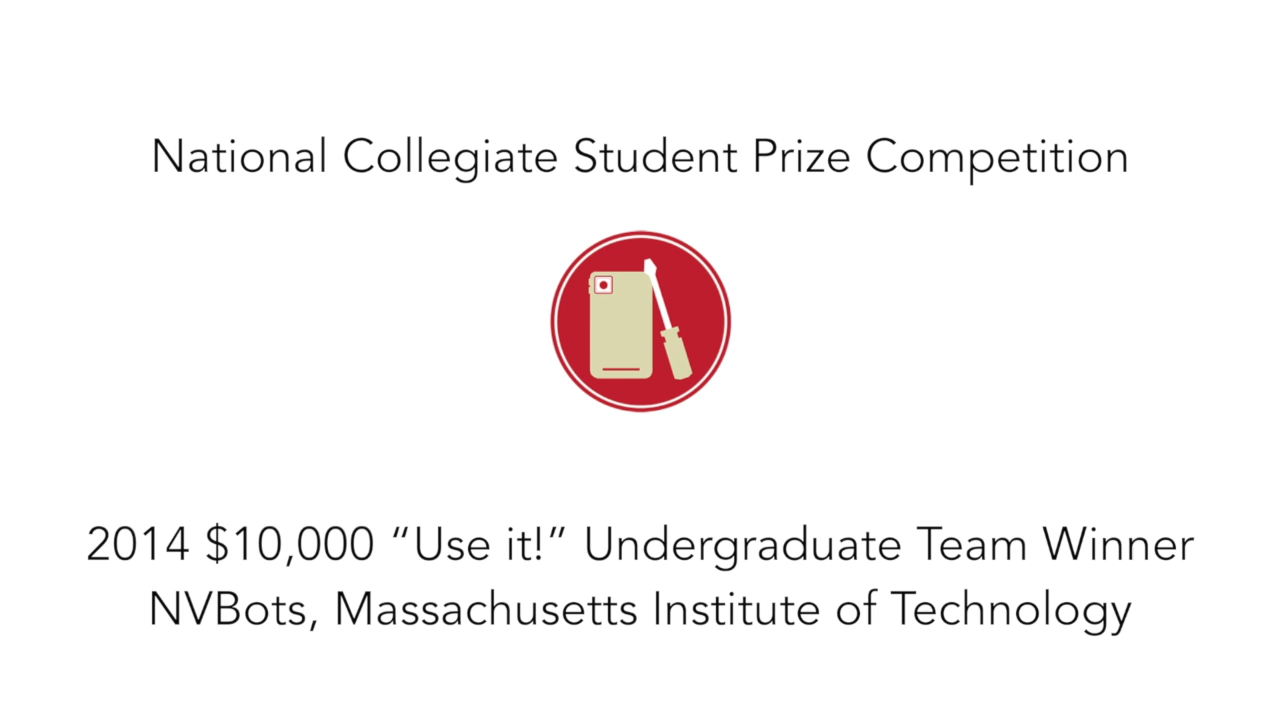 National Collegiate Student Prize Competition
2014 $10,000 “Use it!” Undergraduate Team Winner
NVBots, Massachusetts Institute of Technology